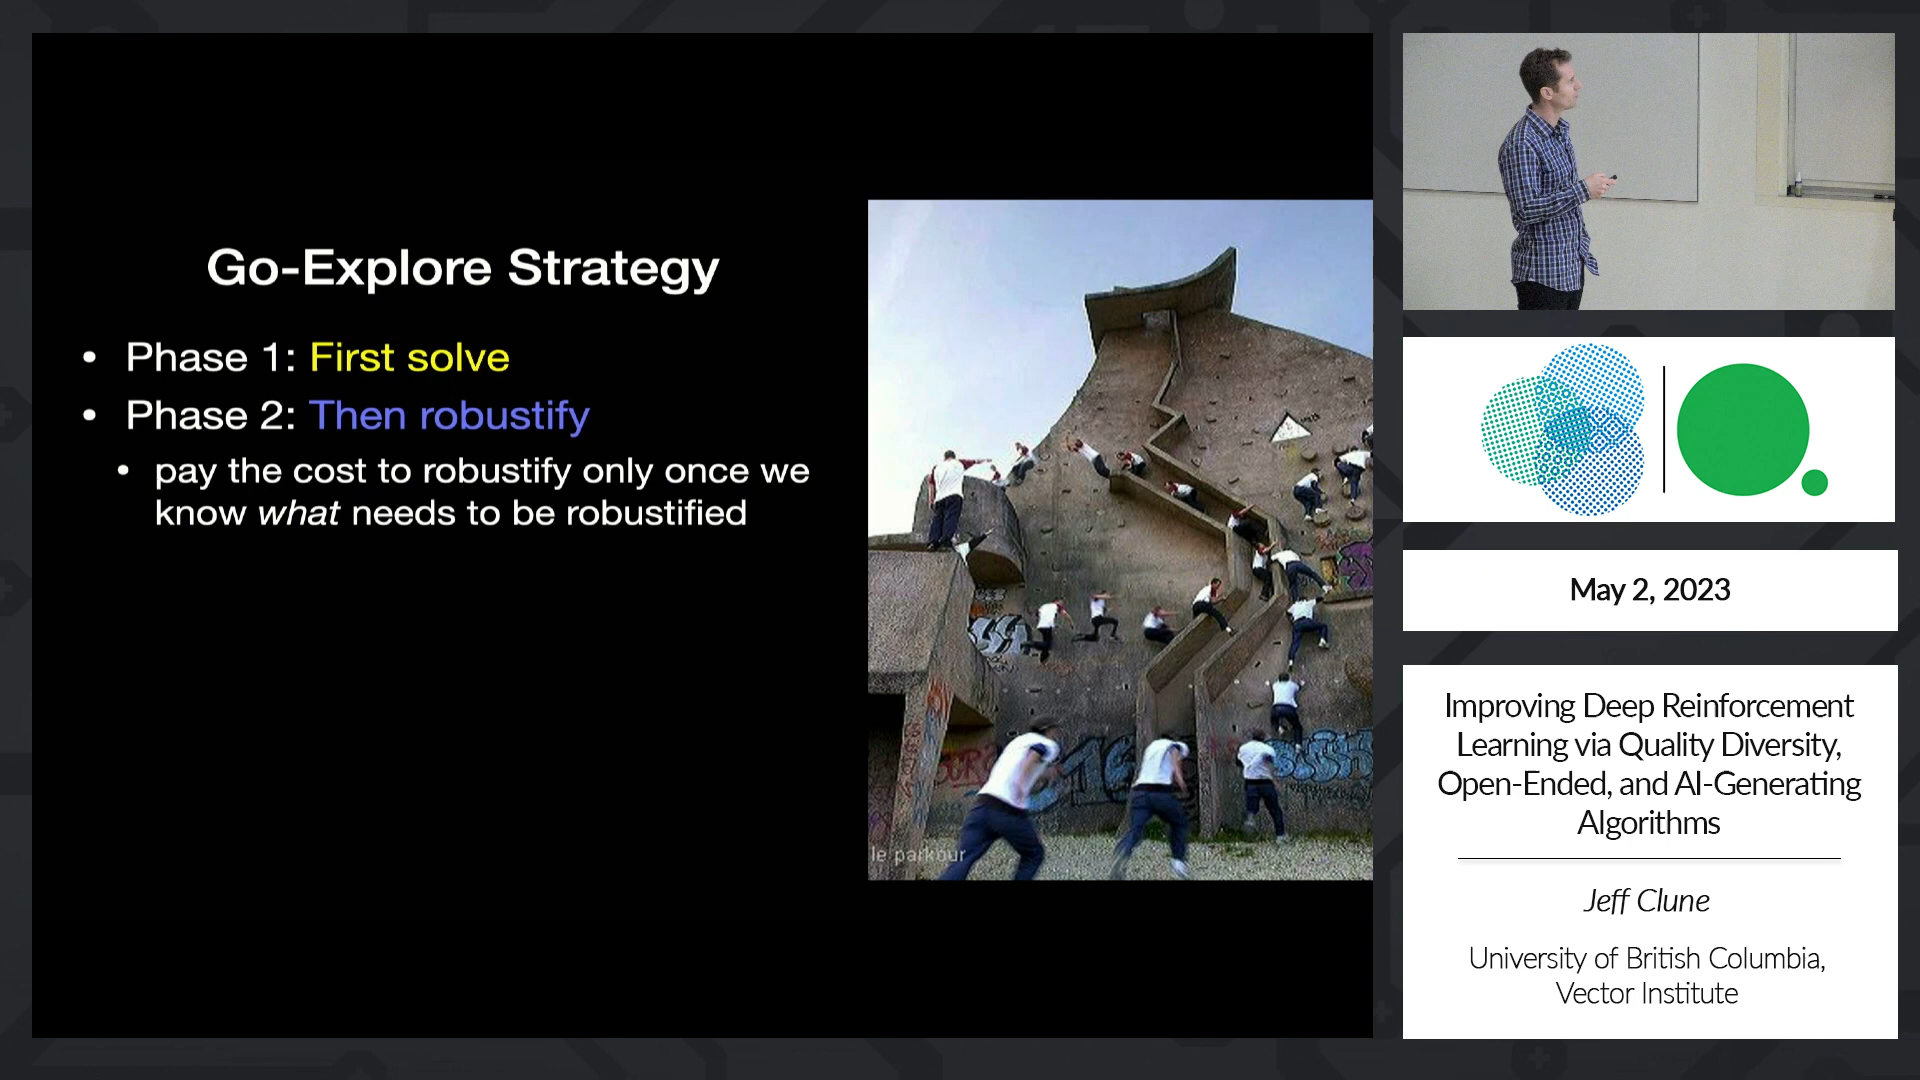 Go-Explore Strategy
• Phase 1: First solve
• Phase 2: Then robustify
• pay the cost to robustify only once we
know what needs to be robustified
le parkour
May 2, 2023
Improving Deep Reinforcement
Learning via Quality Diversity,
Open-Ended, and AI-Generating
Algorithms
Jeff Clune
University of British Columbia,
Vector Institute